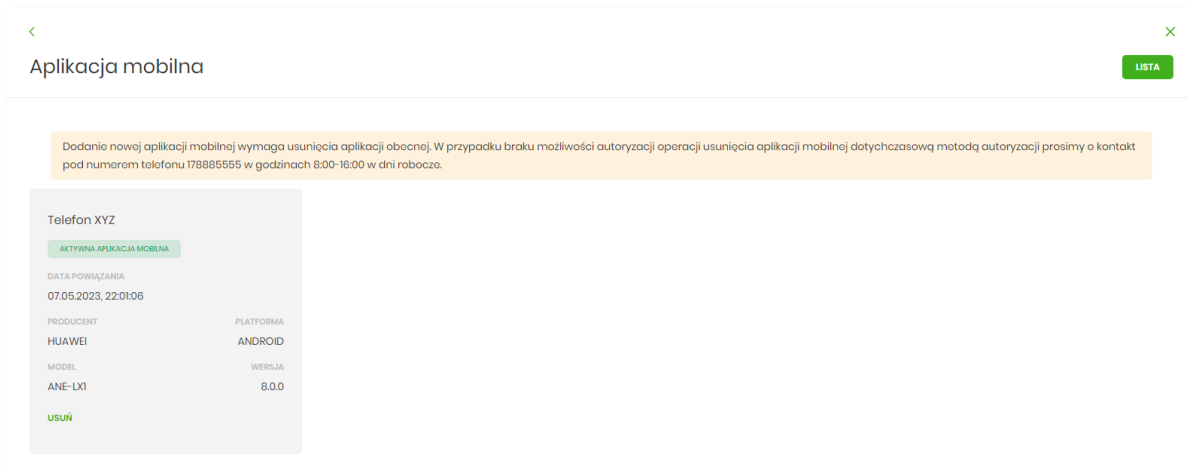 Aplikacja mobilna
LISTA
Dodanie nowej aplikacji mobilnej wymaga usunięcia aplikacji obecnej. W przypadku braku możliwości autoryzacji operacji usunięcia aplikacji mobilnej dotychczasową metodą autoryzacji prosimy o kontakt
pod numerem telefonu 178885555 w godzinach 8:00-16:00 w dni robocze.
Telefon XYZ
AKTYWNA APLIKACJA MOBILNA
DATA POWIĄZANIA
07.05.2023, 22:01:06
PRODUCENT PLATFORMA
HUAWEI ANDROID
MODEL WERSJA
ANE-LX1 8.0.0
USUŃ